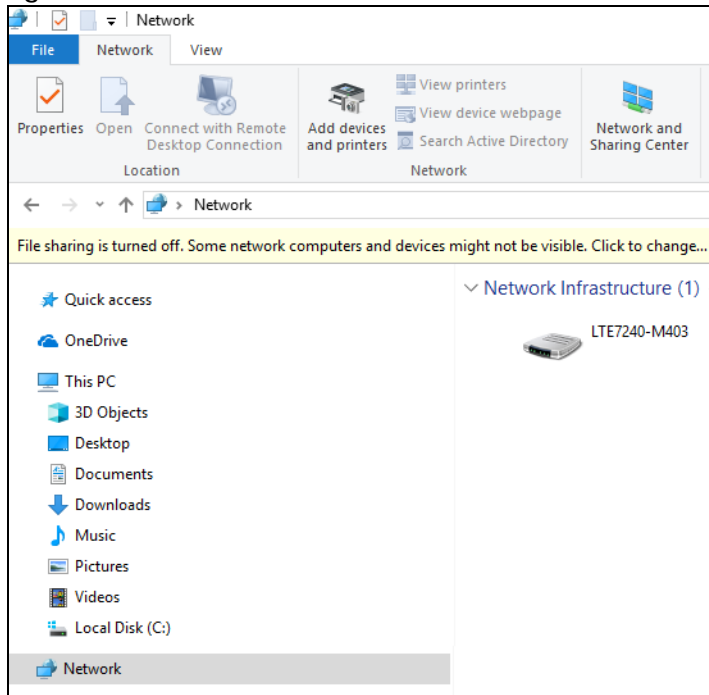 Network
File Network View
Properties Open Connect with Remote Desktop Connection
Add devices and printers
View printers
View device webpage
Search Active Directory
Network and Sharing Center
Location Network
Network
File sharing is turned off. Some network computers and devices might not be visible. Click to change...
Quick access
OneDrive
This PC
3D Objects
Desktop
Documents
Downloads
Music
Pictures
Videos
Local Disk (C:)
Network
Network Infrastructure (1)
LTE7240-M403